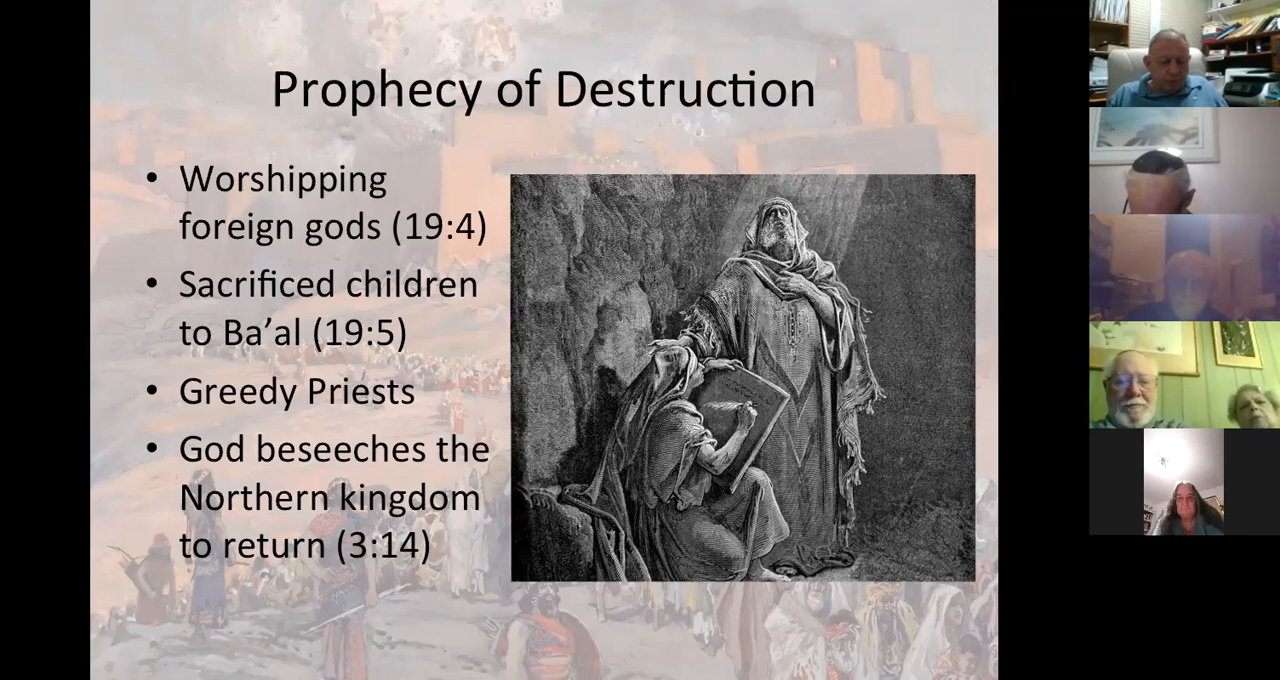 Prophecy of Destruction
• Worshipping
foreign gods (19:4)
• Sacrificed children
to Ba’al (19:5)
• Greedy Priests
• God beseeches the
Northern kingdom
to return (3:14)